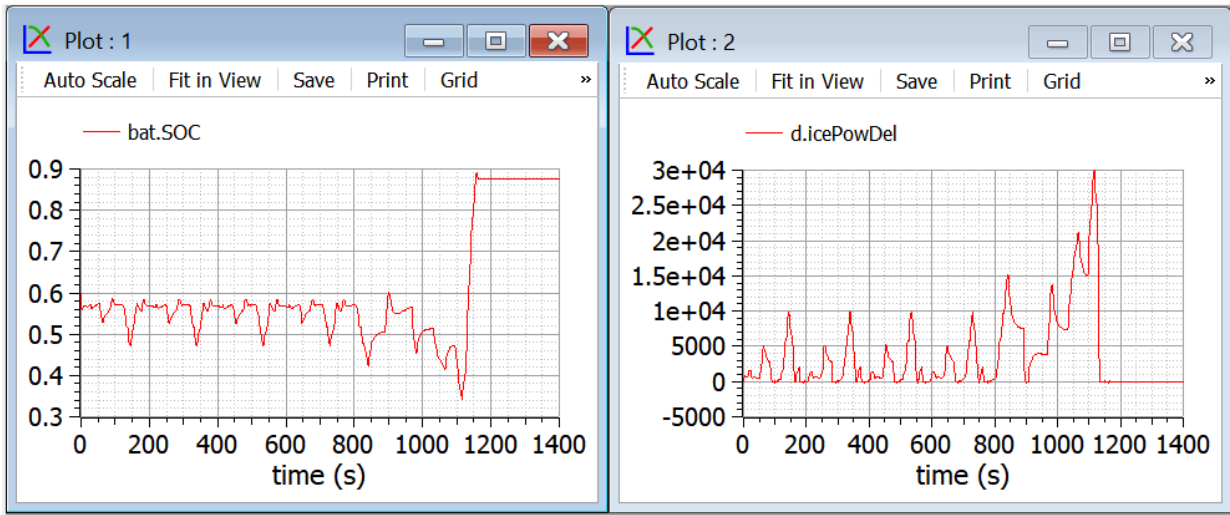 Plot : 1
Auto Scale Fit in View Save Print Grid »
bat.SOC
0.9
0.8
0.7
0.6
0.5
0.4
0.3
0 200 400 600 800 1000 1200 1400
time (s)
Plot : 2
Auto Scale Fit in View Save Print Grid »
d.icePowDel
3e+04
2.5e+04
2e+04
1.5e+04
1e+04
5000
0
-5000
0 200 400 600 800 1000 1200 1400
time (s)